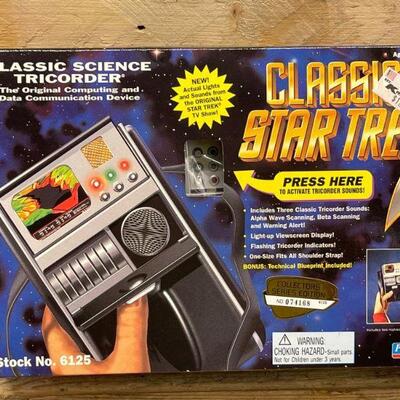 CLASSIC SCIENCE
TRICORDER®
The Original Computing and
Data Communication Device
NEW!
Actual Lights
and Sounds from
the ORIGINAL
STAR TREK
TV Show!
CLASSIC
STAR TREK
PRESS HERE
TO ACTIVATE TRICORDER SOUNDS!
• Includes Three Classic Tricorder Sounds:
Alpha Wave Scanning, Beta Scanning
and Warning Alert!
• Light-up Viewscreen Display!
• Flashing Tricorder Indicators!
• One-Size Fits All Shoulder Strap!
BONUS: Technical Blueprint Included!
COLLECTOR
SERIES EDITION
NO. 074168
⚠ WARNING:
CHOKING HAZARD-Small parts.
Not for Children under 3 years.
Stock No. 6125